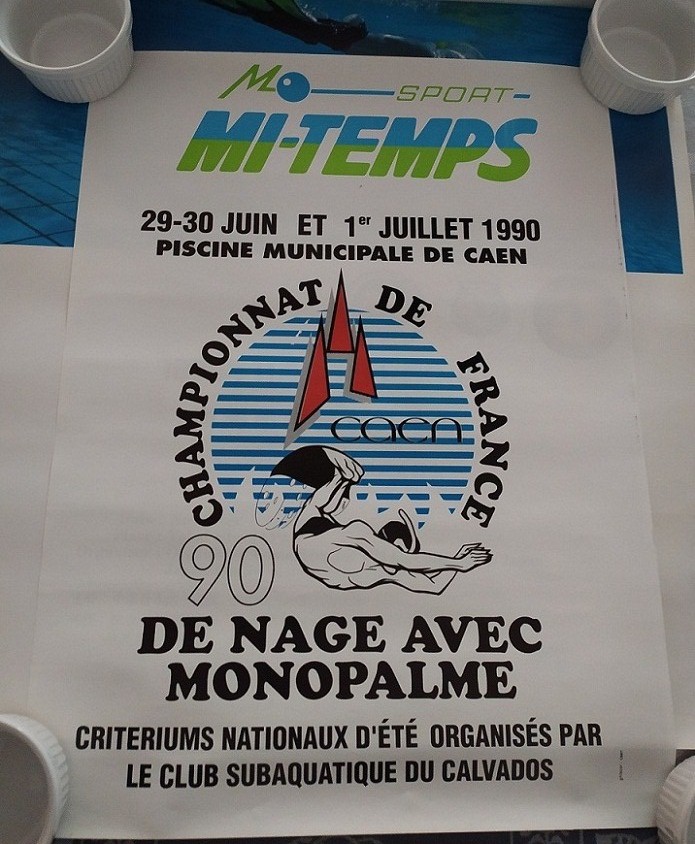 MO SPORT
MI-TEMPS
29-30 JUIN ET 1er JUILLET 1990
PISCINE MUNICIPALE DE CAEN
CHAMPIONNAT DE FRANCE
caen
90
DE NAGE AVEC
MONOPALME
CRITERIUMS NATIONAUX D'ÉTÉ ORGANISÉS PAR
LE CLUB SUBAQUATIQUE DU CALVADOS